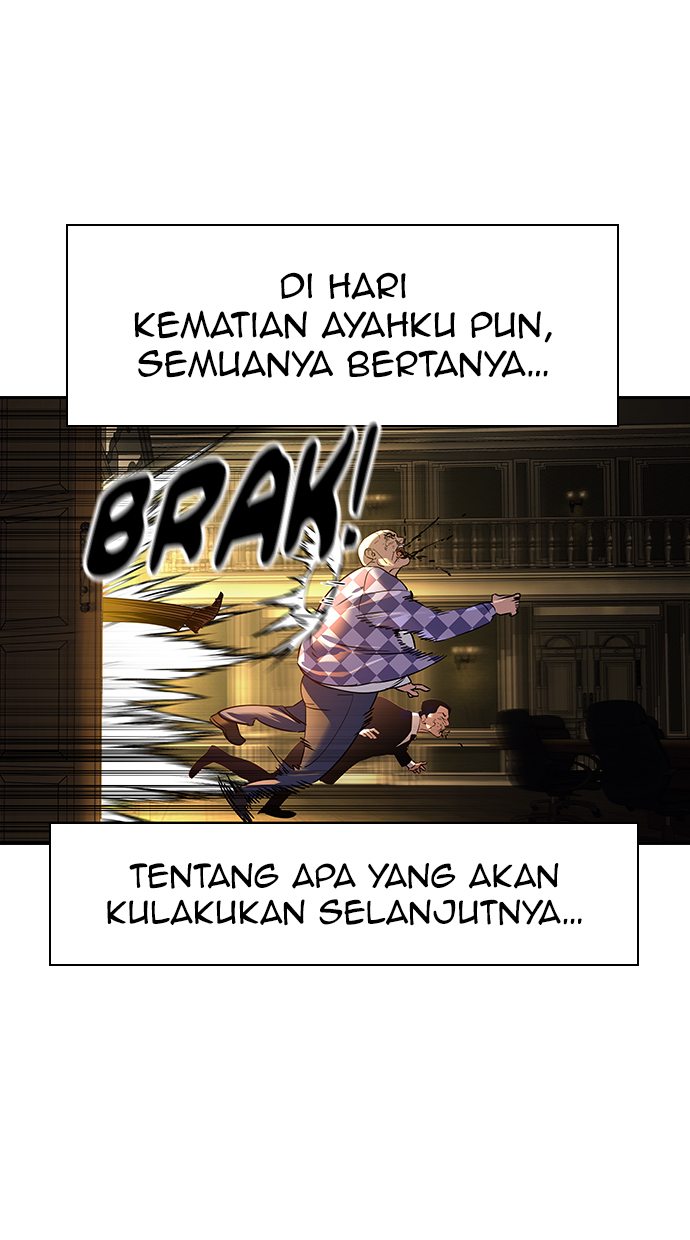 DI HARI
KEMATIAN AYAHKU PUN,
SEMUANYA BERTANYA...
BRAK!
TENTANG APA YANG AKAN
KULAKUKAN SELANJUTNYA...